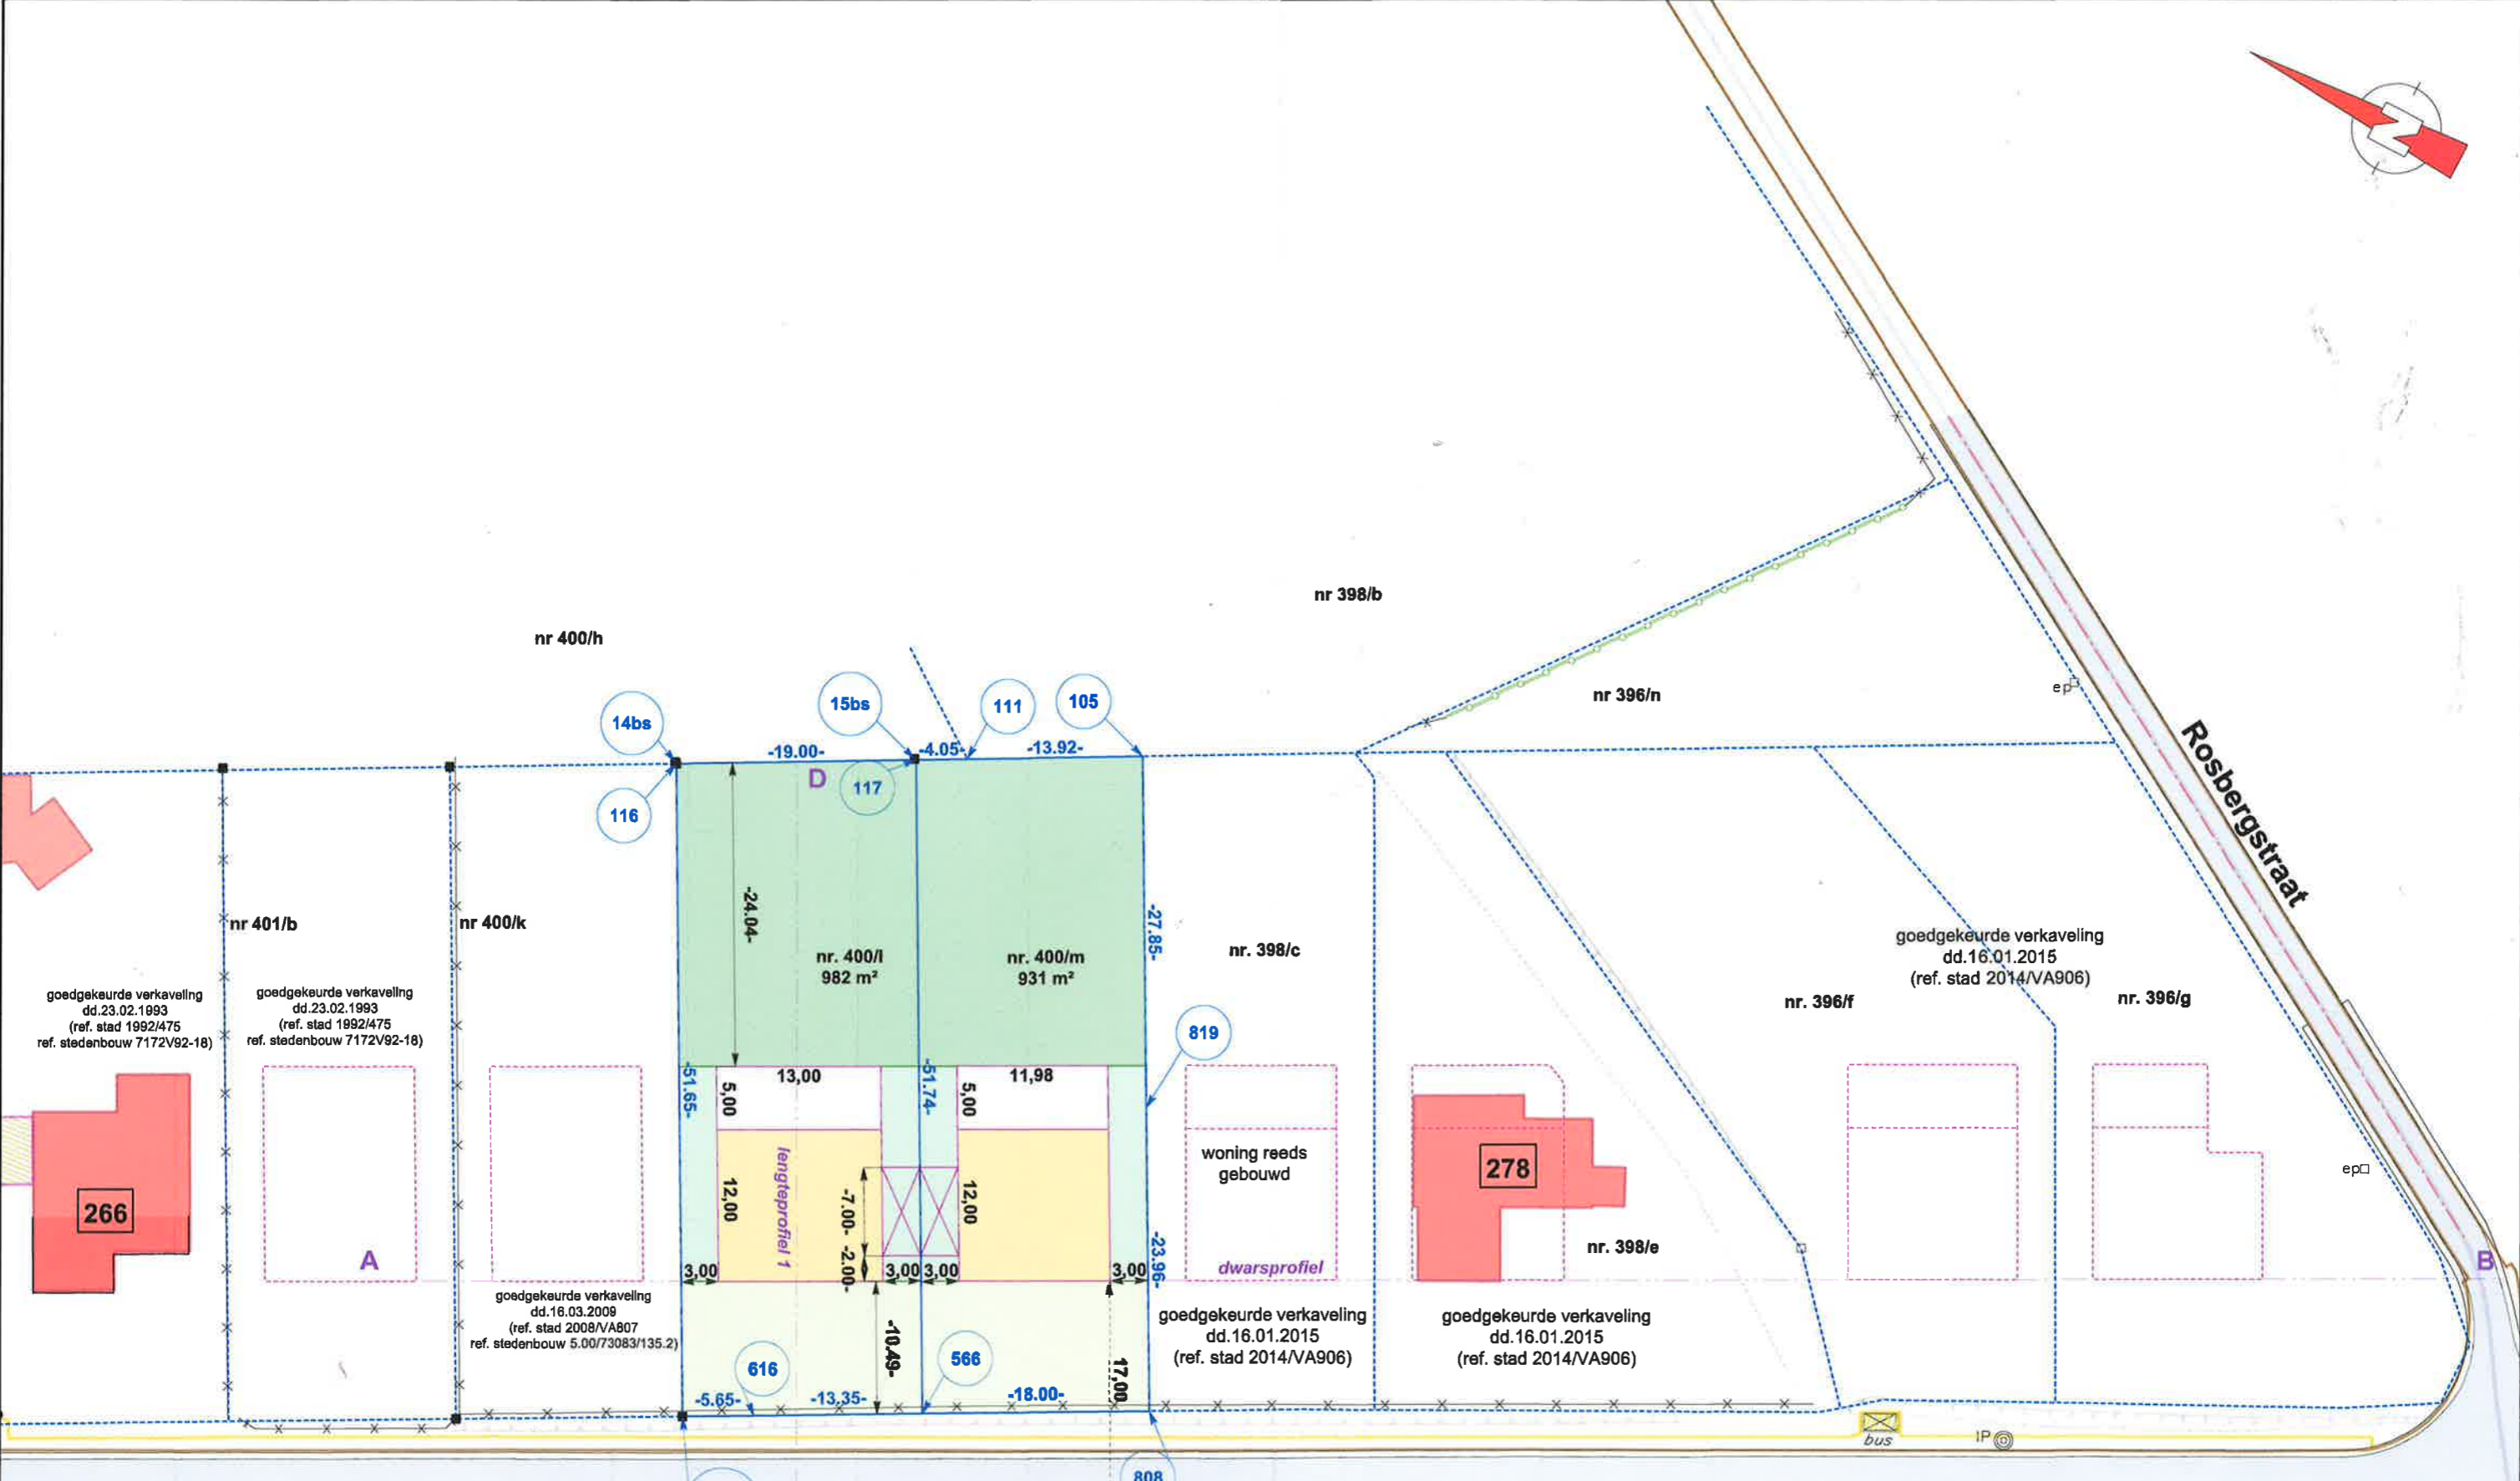 N
Rosbergstraat
nr 398/b
nr 400/h
nr 396/n
ep
14bs
15bs
111
105
-19.00-
-4.05-
-13.92-
D
117
116
-24.04-
nr 401/b
nr 400/k
nr. 400/l
982 m²
nr. 400/m
931 m²
-27.85-
nr. 398/c
goedgekeurde verkaveling
dd.16.01.2015
(ref. stad 2014/VA906)
nr. 396/f
nr. 396/g
goedgekeurde verkaveling
dd.23.02.1993
(ref. stad 1992/475
ref. stedenbouw 7172V92-18)
goedgekeurde verkaveling
dd.23.02.1993
(ref. stad 1992/475
ref. stedenbouw 7172V92-18)
819
-51.65-
13,00
5,00
-51.74-
11,98
5,00
woning reeds
gebouwd
278
ep
266
12,00
lengteprofiel 1
-7.00-
-2.00-
12,00
A
3,00
3,00
3,00
3,00
-23.96-
dwarsprofiel
nr. 398/e
B
goedgekeurde verkaveling
dd.16.03.2009
(ref. stad 2008/VA807
ref. stedenbouw 5.00/73083/135.2)
-10.49-
17,00
goedgekeurde verkaveling
dd.16.01.2015
(ref. stad 2014/VA906)
goedgekeurde verkaveling
dd.16.01.2015
(ref. stad 2014/VA906)
616
566
-5.65-
-13,35-
-18.00-
bus
IP
808